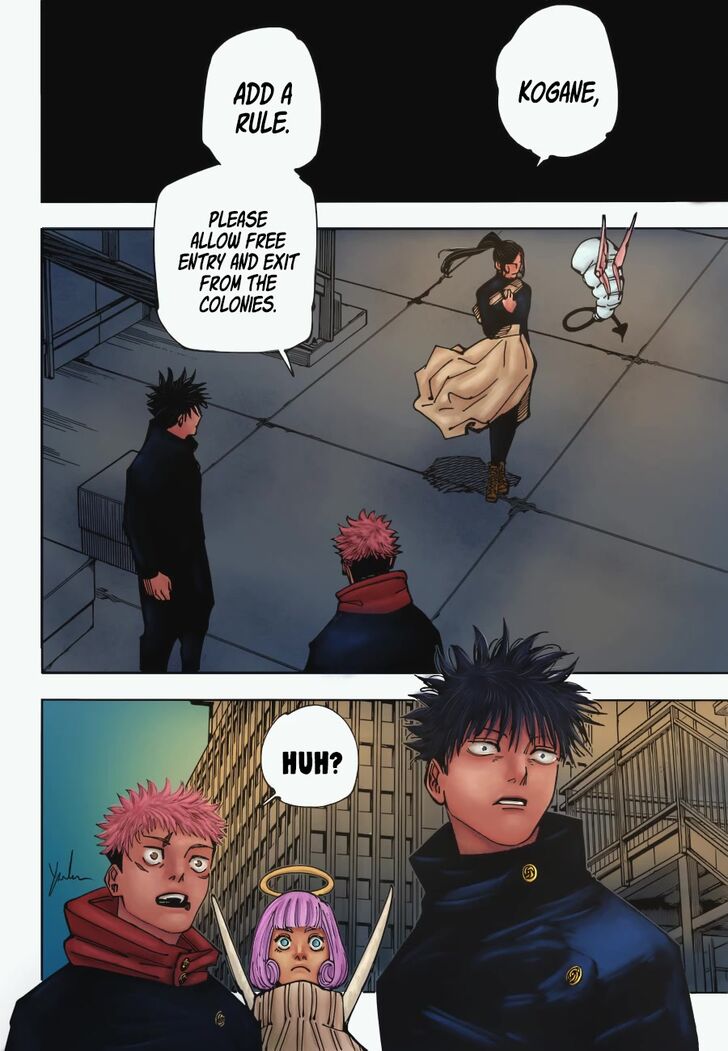 KOGANE,
ADD A
RULE.
PLEASE
ALLOW FREE
ENTRY AND EXIT
FROM THE
COLONIES.
HUH?